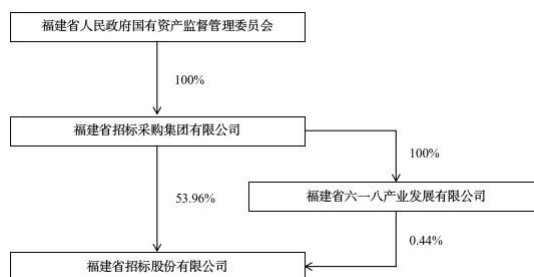 福建省人民政府国有资产监督管理委员会
100%
福建省招标采购集团有限公司
100%
53.96%
福建省六一八产业发展有限公司
0.44%
福建省招标股份有限公司